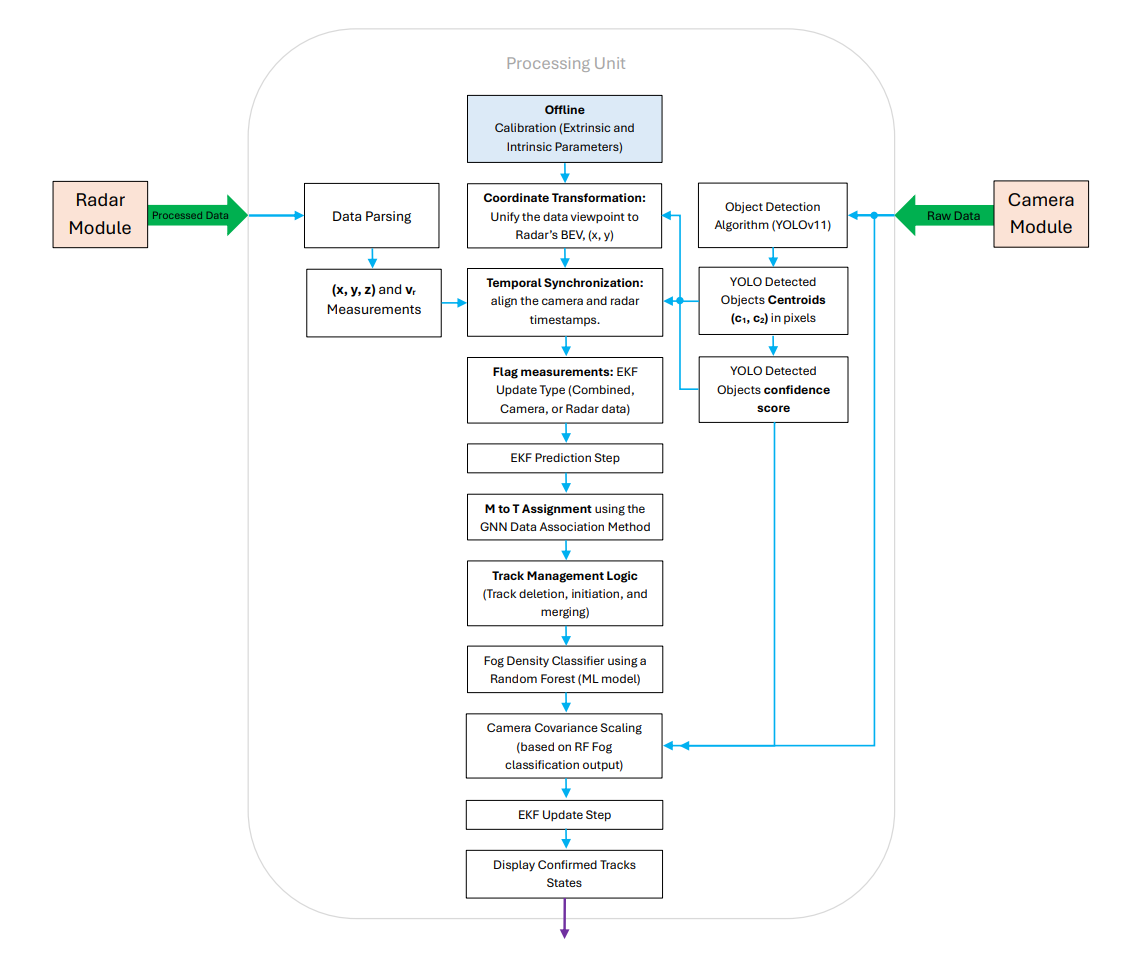 Processing Unit
Offline
Calibration (Extrinsic and
Intrinsic Parameters)
Radar
Module
Processed Data
Data Parsing
Coordinate Transformation:
Unify the data viewpoint to
Radar's BEV, (x, y)
Object Detection
Algorithm (YOLOv11)
Raw Data
Camera
Module
(x, y, z) and vᵣ
Measurements
Temporal Synchronization:
align the camera and radar
timestamps.
YOLO Detected
Objects Centroids
(c₁, c₂) in pixels
Flag measurements: EKF
Update Type (Combined,
Camera, or Radar data)
YOLO Detected
Objects confidence
score
EKF Prediction Step
M to T Assignment using the
GNN Data Association Method
Track Management Logic
(Track deletion, initiation, and
merging)
Fog Density Classifier using a
Random Forest (ML model)
Camera Covariance Scaling
(based on RF Fog
classification output)
EKF Update Step
Display Confirmed Tracks
States